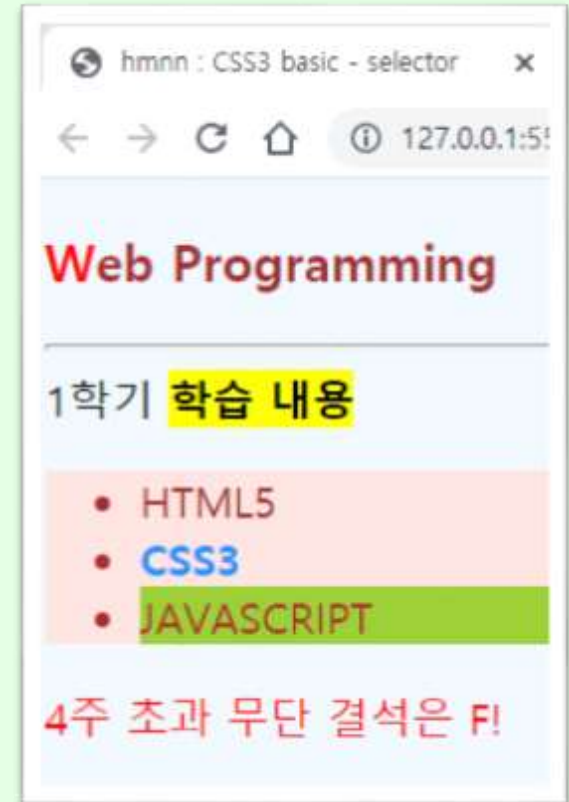 hmnn : CSS3 basic - selector
127.0.0.1:55
Web Programming
1학기 학습 내용
HTML5
CSS3
JAVASCRIPT
4주 초과 무단 결석은 F!